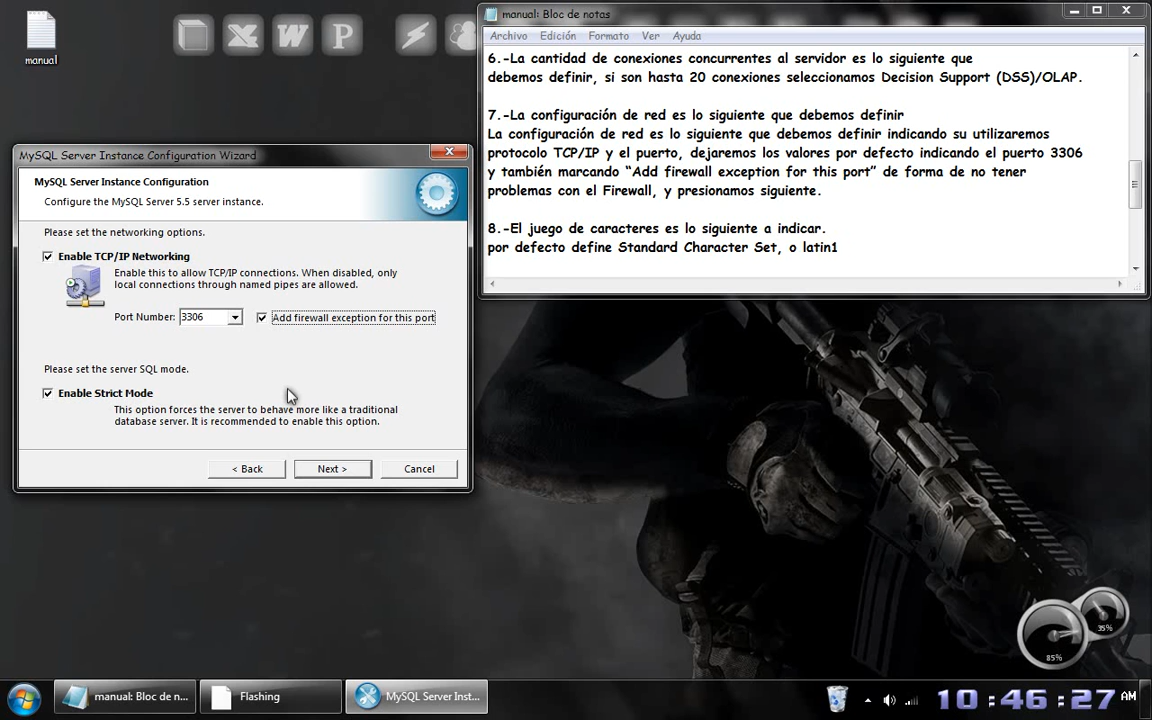 manual
X
W
P
manual: Bloc de notas
Archivo Edición Formato Ver Ayuda
6.-La cantidad de conexiones concurrentes al servidor es lo siguiente que
debemos definir, si son hasta 20 conexiones seleccionamos Decision Support (DSS)/OLAP.
7.-La configuración de red es lo siguiente que debemos definir
La configuración de red es lo siguiente que debemos definir indicando su utilizaremos
protocolo TCP/IP y el puerto, dejaremos los valores por defecto indicando el puerto 3306
y también marcando “Add firewall exception for this port” de forma de no tener
problemas con el Firewall, y presionamos siguiente.
8.-El juego de caracteres es lo siguiente a indicar.
por defecto define Standard Character Set, o latin1
MySQL Server Instance Configuration Wizard
MySQL Server Instance Configuration
Configure the MySQL Server 5.5 server instance.
Please set the networking options.
Enable TCP/IP Networking
Enable this to allow TCP/IP connections. When disabled, only
local connections through named pipes are allowed.
Port Number: 3306 Add firewall exception for this port
Please set the server SQL mode.
Enable Strict Mode
This option forces the server to behave more like a traditional
database server. It is recommended to enable this option.
< Back Next > Cancel
85%
35%
manual: Bloc de n...
Flashing
MySQL Server Inst...
10:46:27 AM